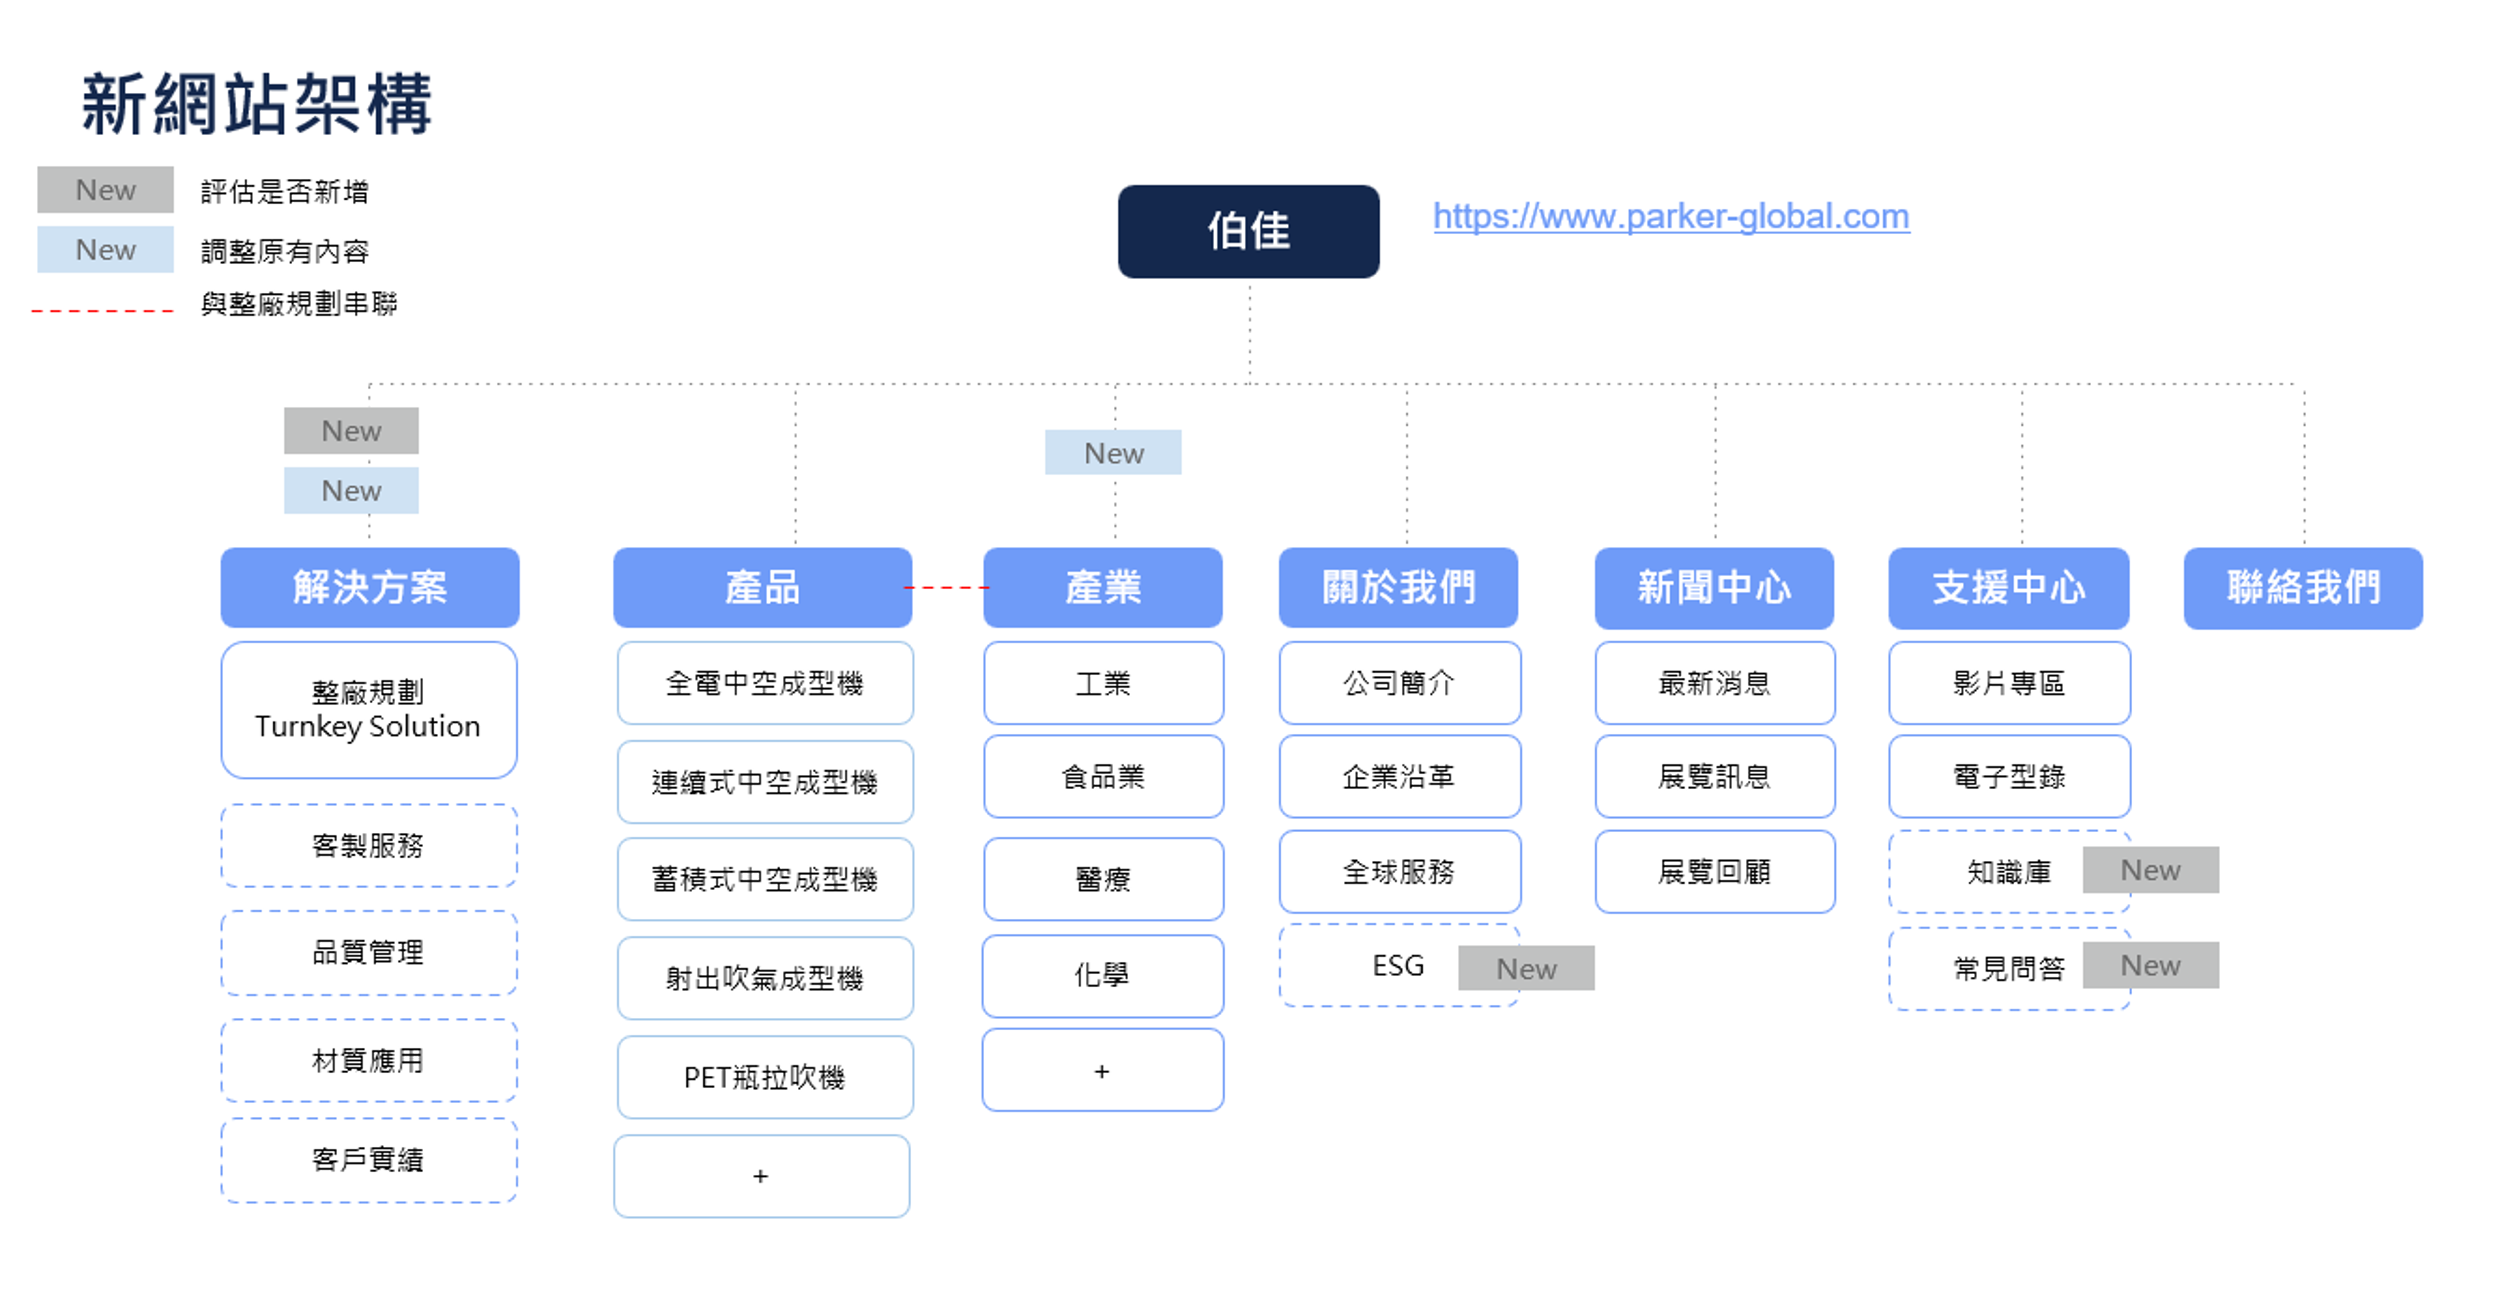 新網站架構
New 評估是否新增
New 調整原有內容
與整廠規劃串聯
伯佳
https://www.parker-global.com
New
New
New
解決方案
整廠規劃
Turnkey Solution
客製服務
品質管理
材質應用
客戶實績
產品
全電中空成型機
連續式中空成型機
蓄積式中空成型機
射出吹氣成型機
PET瓶拉吹機
+
產業
工業
食品業
醫療
化學
+
關於我們
公司簡介
企業沿革
全球服務
ESG New
新聞中心
最新消息
展覽訊息
展覽回顧
支援中心
影片專區
電子型錄
知識庫 New
常見問答 New
聯絡我們